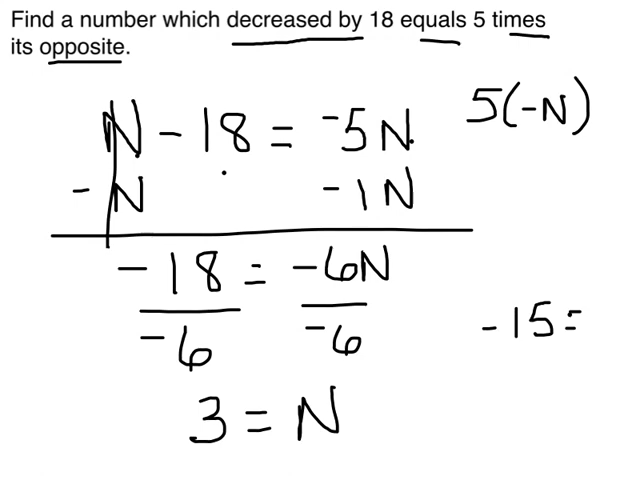 Find a number which decreased by 18 equals 5 times
its opposite.
5(-N)
N - 18 = -5N
- N -1N
-18 = -6N
-6 -6
-15=
3 = N